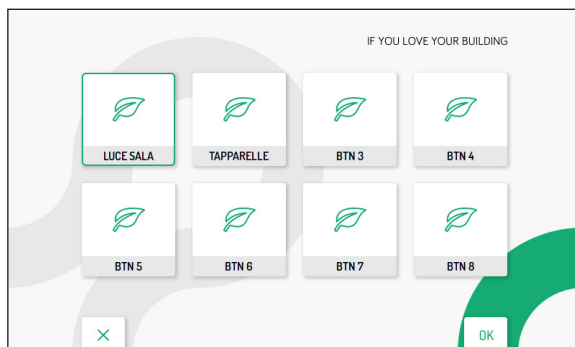 IF YOU LOVE YOUR BUILDING
LUCE SALA
TAPPARELLE
BTN 3
BTN 4
BTN 5
BTN 6
BTN 7
BTN 8
OK